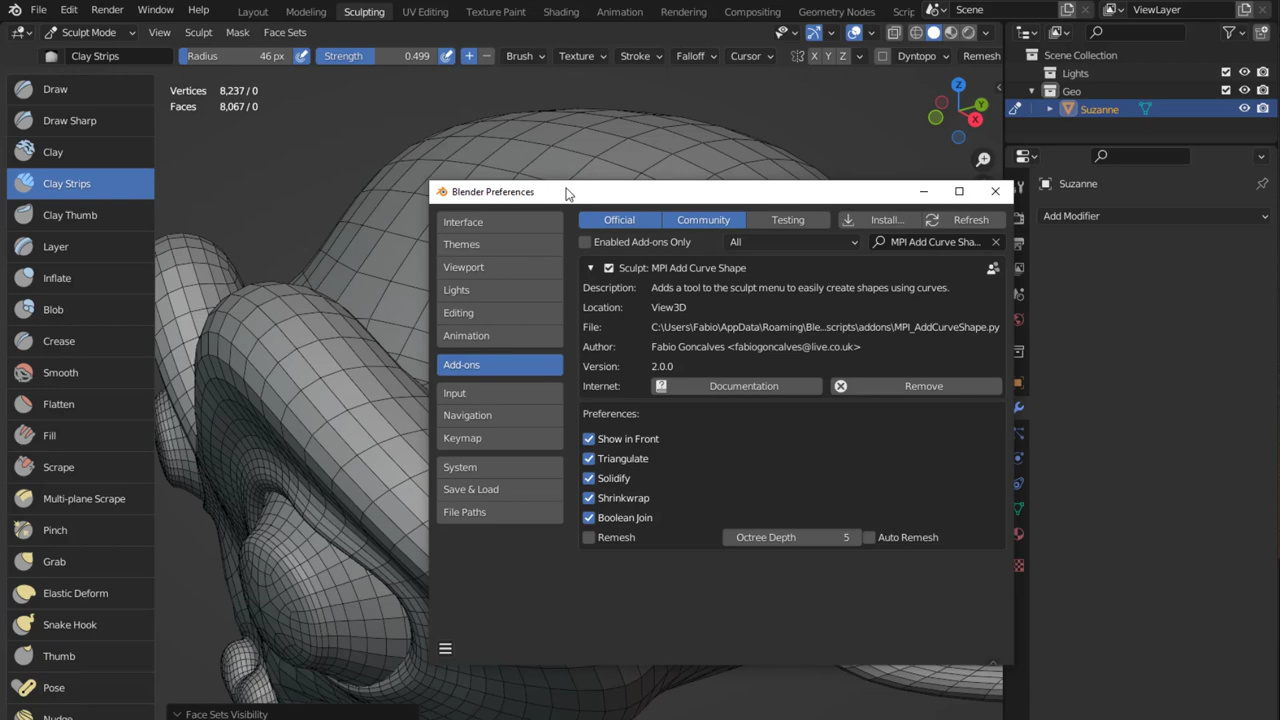 File Edit Render Window Help Layout Modeling Sculpting UV Editing Texture Paint Shading Animation Rendering Compositing Geometry Nodes Scene ViewLayer
Sculpt Mode View Sculpt Mask Face Sets
Clay Strips Radius 46 px Strength 0.499 Brush Texture Stroke Falloff Cursor X Y Z Dyntopo Remesh
Scene Collection
Lights
Geo
Suzanne
Vertices 8,237 / 0
Faces 8,067 / 0
Z
Y
X
Draw
Draw Sharp
Clay
Clay Strips
Clay Thumb
Layer
Inflate
Blob
Crease
Smooth
Flatten
Fill
Scrape
Multi-plane Scrape
Pinch
Grab
Elastic Deform
Snake Hook
Thumb
Pose
Nudge
Blender Preferences
Interface
Themes
Viewport
Lights
Editing
Animation
Add-ons
Input
Navigation
Keymap
System
Save & Load
File Paths
Official Community Testing Install... Refresh
Enabled Add-ons Only All MPI Add Curve Sha...
Sculpt: MPI Add Curve Shape
Description: Adds a tool to the sculpt menu to easily create shapes using curves.
Location: View3D
File: C:\Users\Fabio\AppData\Roaming\Ble...scripts\addons\MPI_AddCurveShape.py
Author: Fabio Goncalves <fabiogoncalves@live.co.uk>
Version: 2.0.0
Internet: Documentation Remove
Preferences:
Show in Front
Triangulate
Solidify
Shrinkwrap
Boolean Join
Remesh Octree Depth 5 Auto Remesh
Suzanne
Add Modifier
Face Sets Visibility